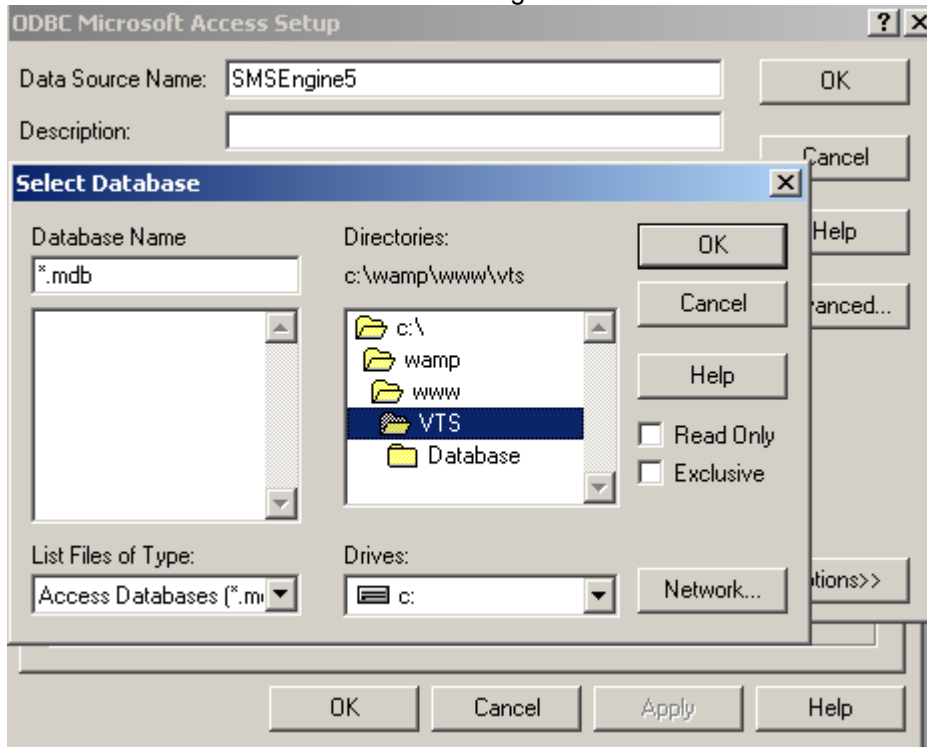 ODBC Microsoft Access Setup
Data Source Name: SMSEngine5 OK
Description:
Cancel
Select Database
Database Name Directories: OK Help
*.mdb c:\wamp\www\vts
Cancel vanced...
c:\
wamp
www Help
VTS Read Only
Database
Exclusive
List Files of Type: Drives:
Access Databases (*.m c: Network... tions>>
OK Cancel Apply Help